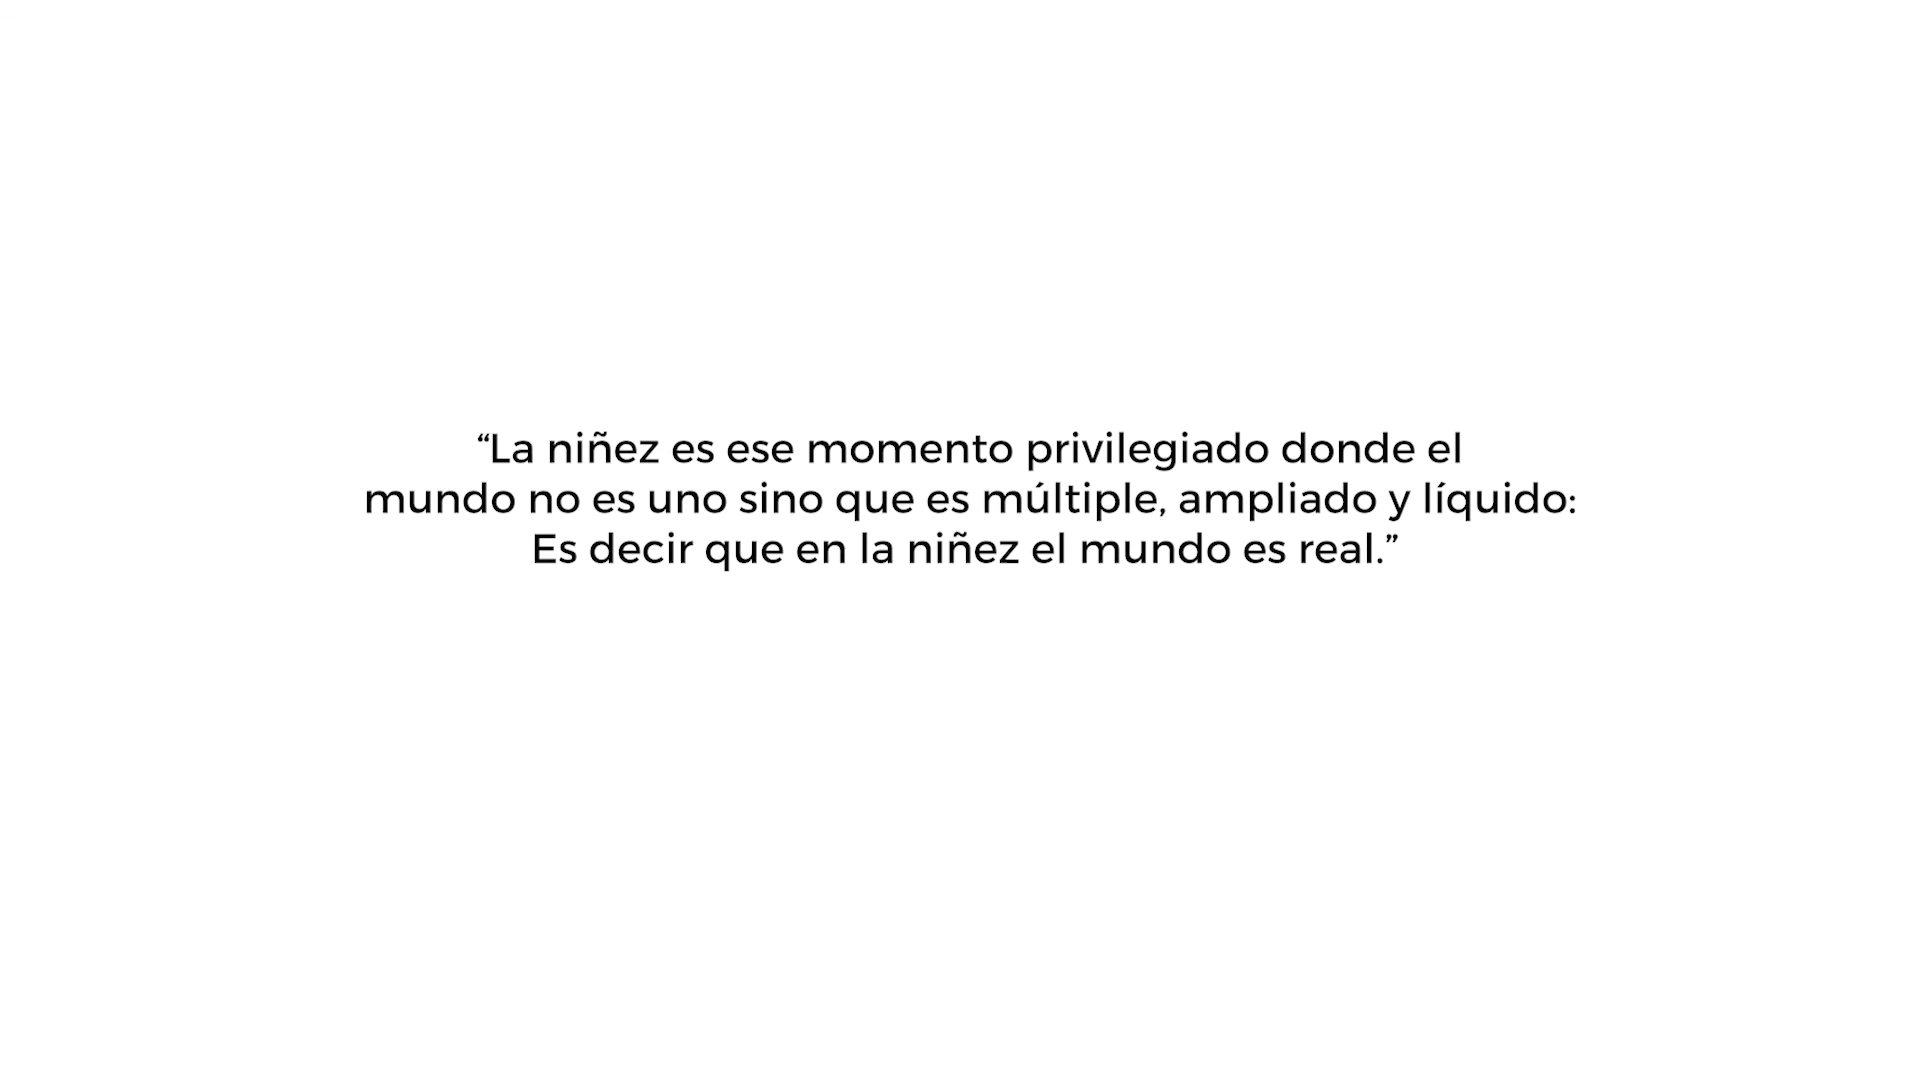 “La niñez es ese momento privilegiado donde el
mundo no es uno sino que es múltiple, ampliado y líquido:
Es decir que en la niñez el mundo es real.”